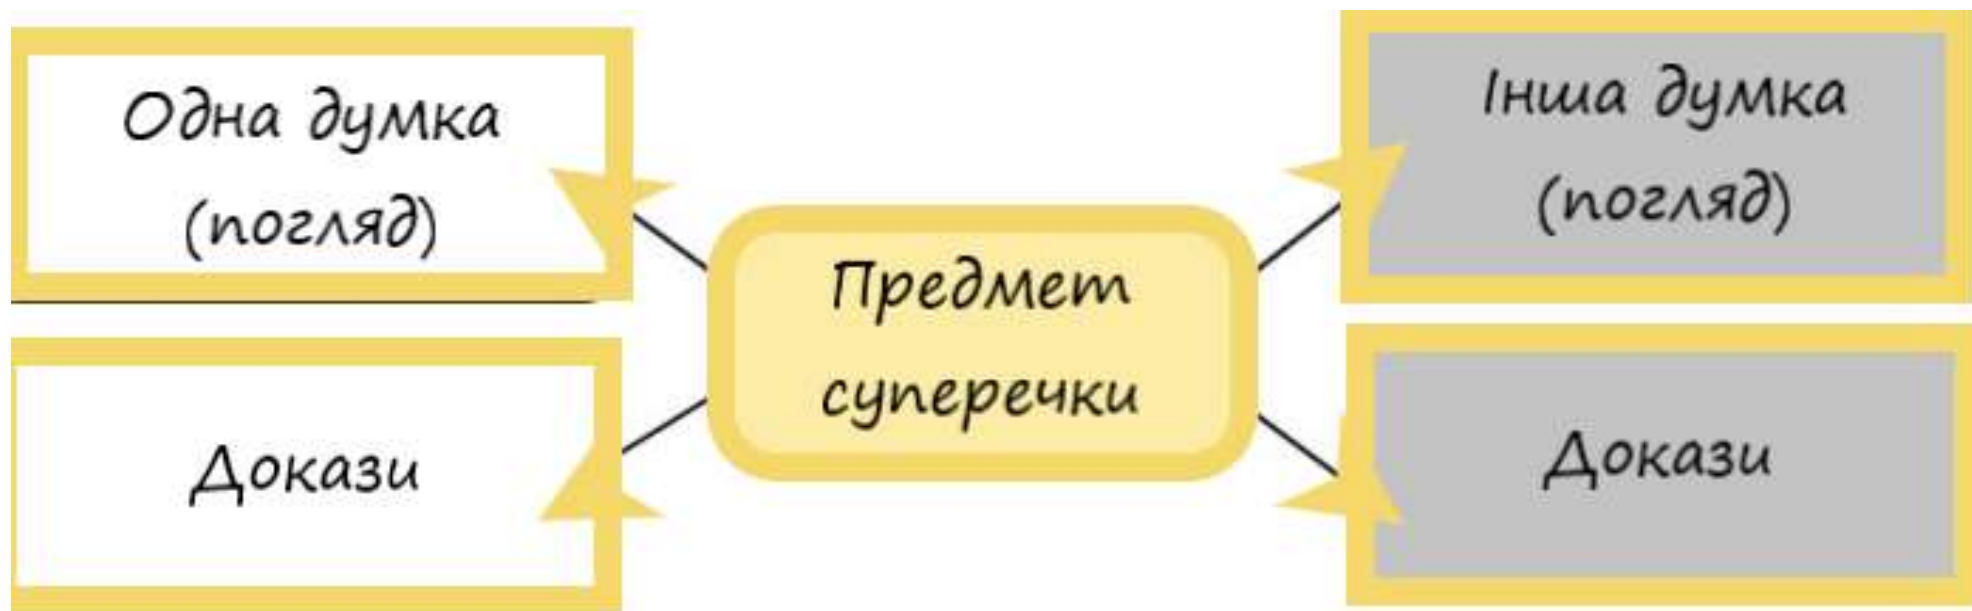 Одна думка
(погляд)
Інша думка
(погляд)
Предмет
суперечки
Докази
Докази